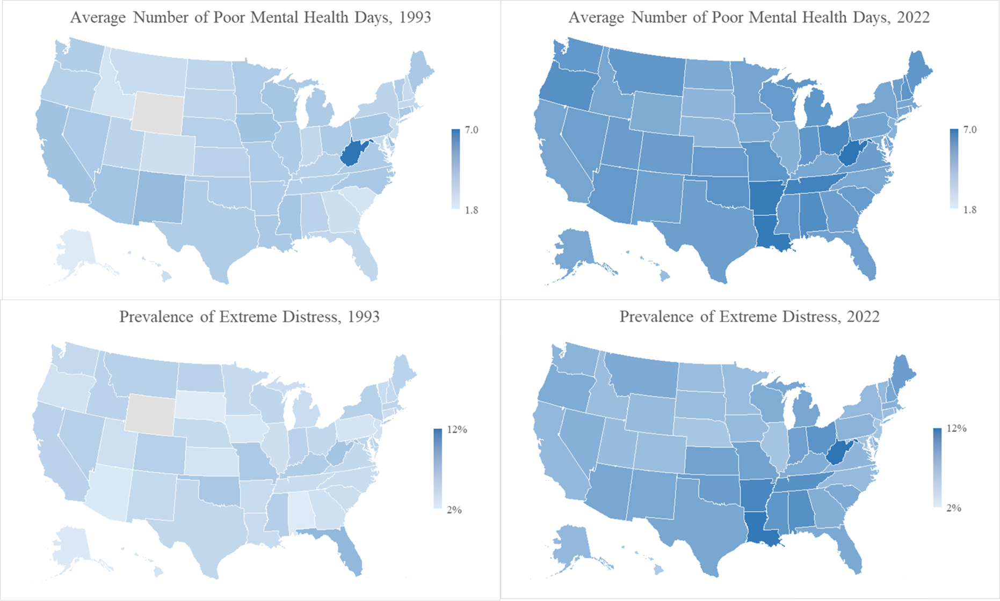 Average Number of Poor Mental Health Days, 1993
7.0
1.8
Average Number of Poor Mental Health Days, 2022
7.0
1.8
Prevalence of Extreme Distress, 1993
12%
2%
Prevalence of Extreme Distress, 2022
12%
2%